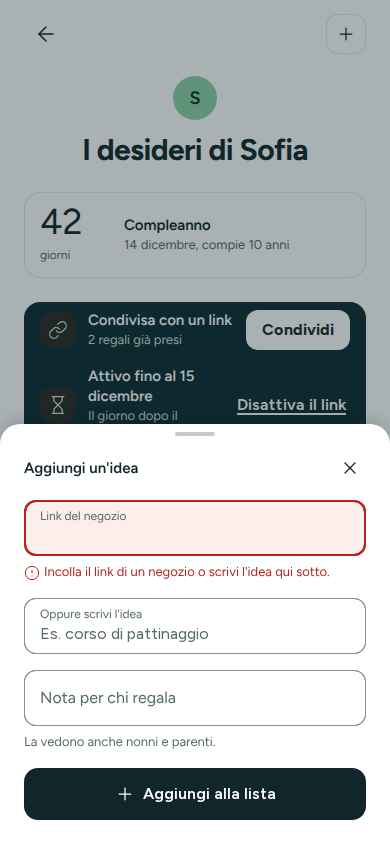 S
I desideri di Sofia
42
giorni
Compleanno
14 dicembre, compie 10 anni
Condivisa con un link
2 regali già presi
Condividi
Attivo fino al 15
dicembre
Il giorno dopo il
Disattiva il link
Aggiungi un'idea
Link del negozio
Incolla il link di un negozio o scrivi l'idea qui sotto.
Oppure scrivi l'idea
Es. corso di pattinaggio
Nota per chi regala
La vedono anche nonni e parenti.
Aggiungi alla lista